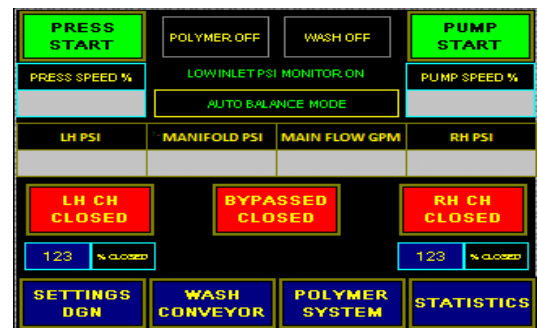 PRESS
START
POLYMER OFF
WASH OFF
PUMP
START
PRESS SPEED %
LOW INLET PSI MONITOR ON
PUMP SPEED %
AUTO BALANCE MODE
LH PSI
MANIFOLD PSI
MAIN FLOW GPM
RH PSI
LH CH
CLOSED
BYPASSED
CLOSED
RH CH
CLOSED
123
% CLOSED
123
% CLOSED
SETTINGS
DGN
WASH
CONVEYOR
POLYMER
SYSTEM
STATISTICS